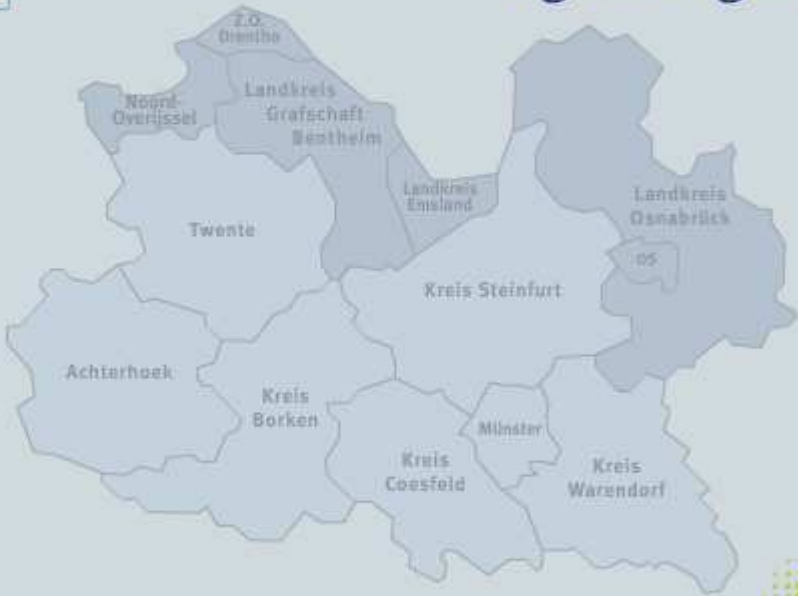 Z.O.
Drenthe
Noord-
Overijssel
Landkreis
Grafschaft
Bentheim
Landkreis
Emsland
Landkreis
Osnabrück
OS
Twente
Kreis Steinfurt
Achterhoek
Kreis
Borken
Münster
Kreis
Coesfeld
Kreis
Warendorf